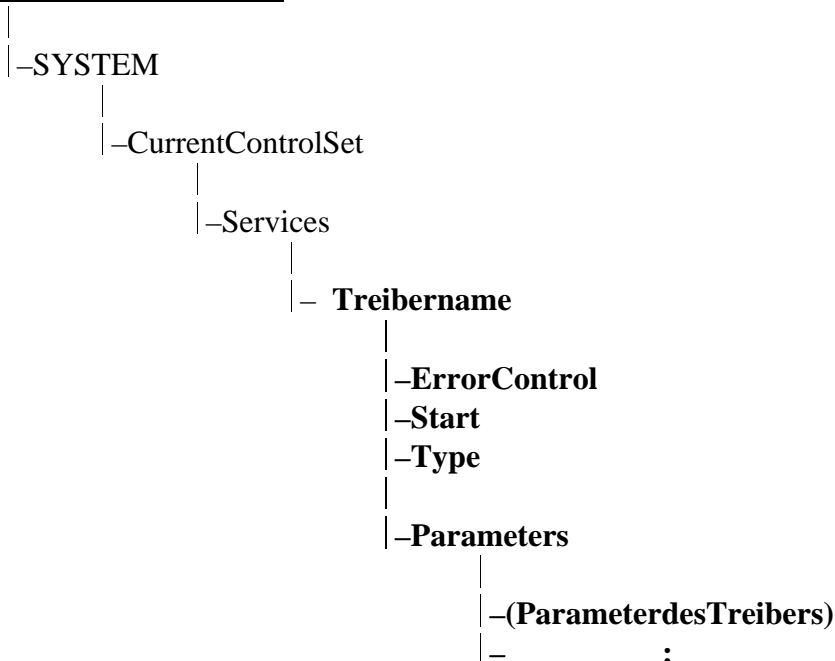 –SYSTEM
–CurrentControlSet
–Services
– Treibername
–ErrorControl
–Start
–Type
–Parameters
–(ParameterdesTreibers)
– :